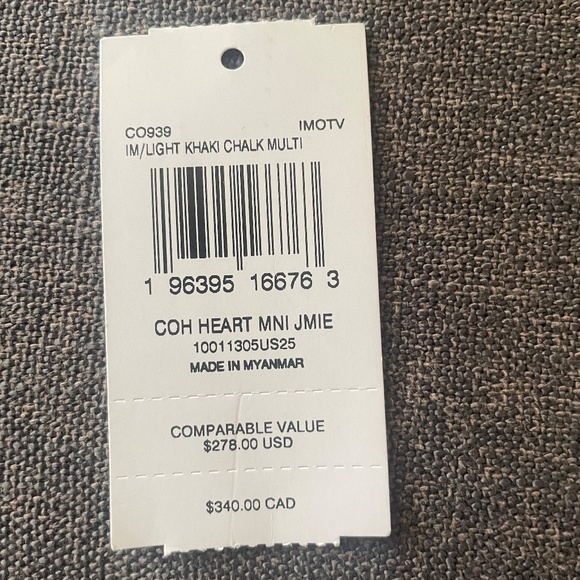 CO939 IMOTV
IM/LIGHT KHAKI CHALK MULTI
1 96395 16676 3
COH HEART MNI JMIE
10011305US25
MADE IN MYANMAR
COMPARABLE VALUE
$278.00 USD
$340.00 CAD